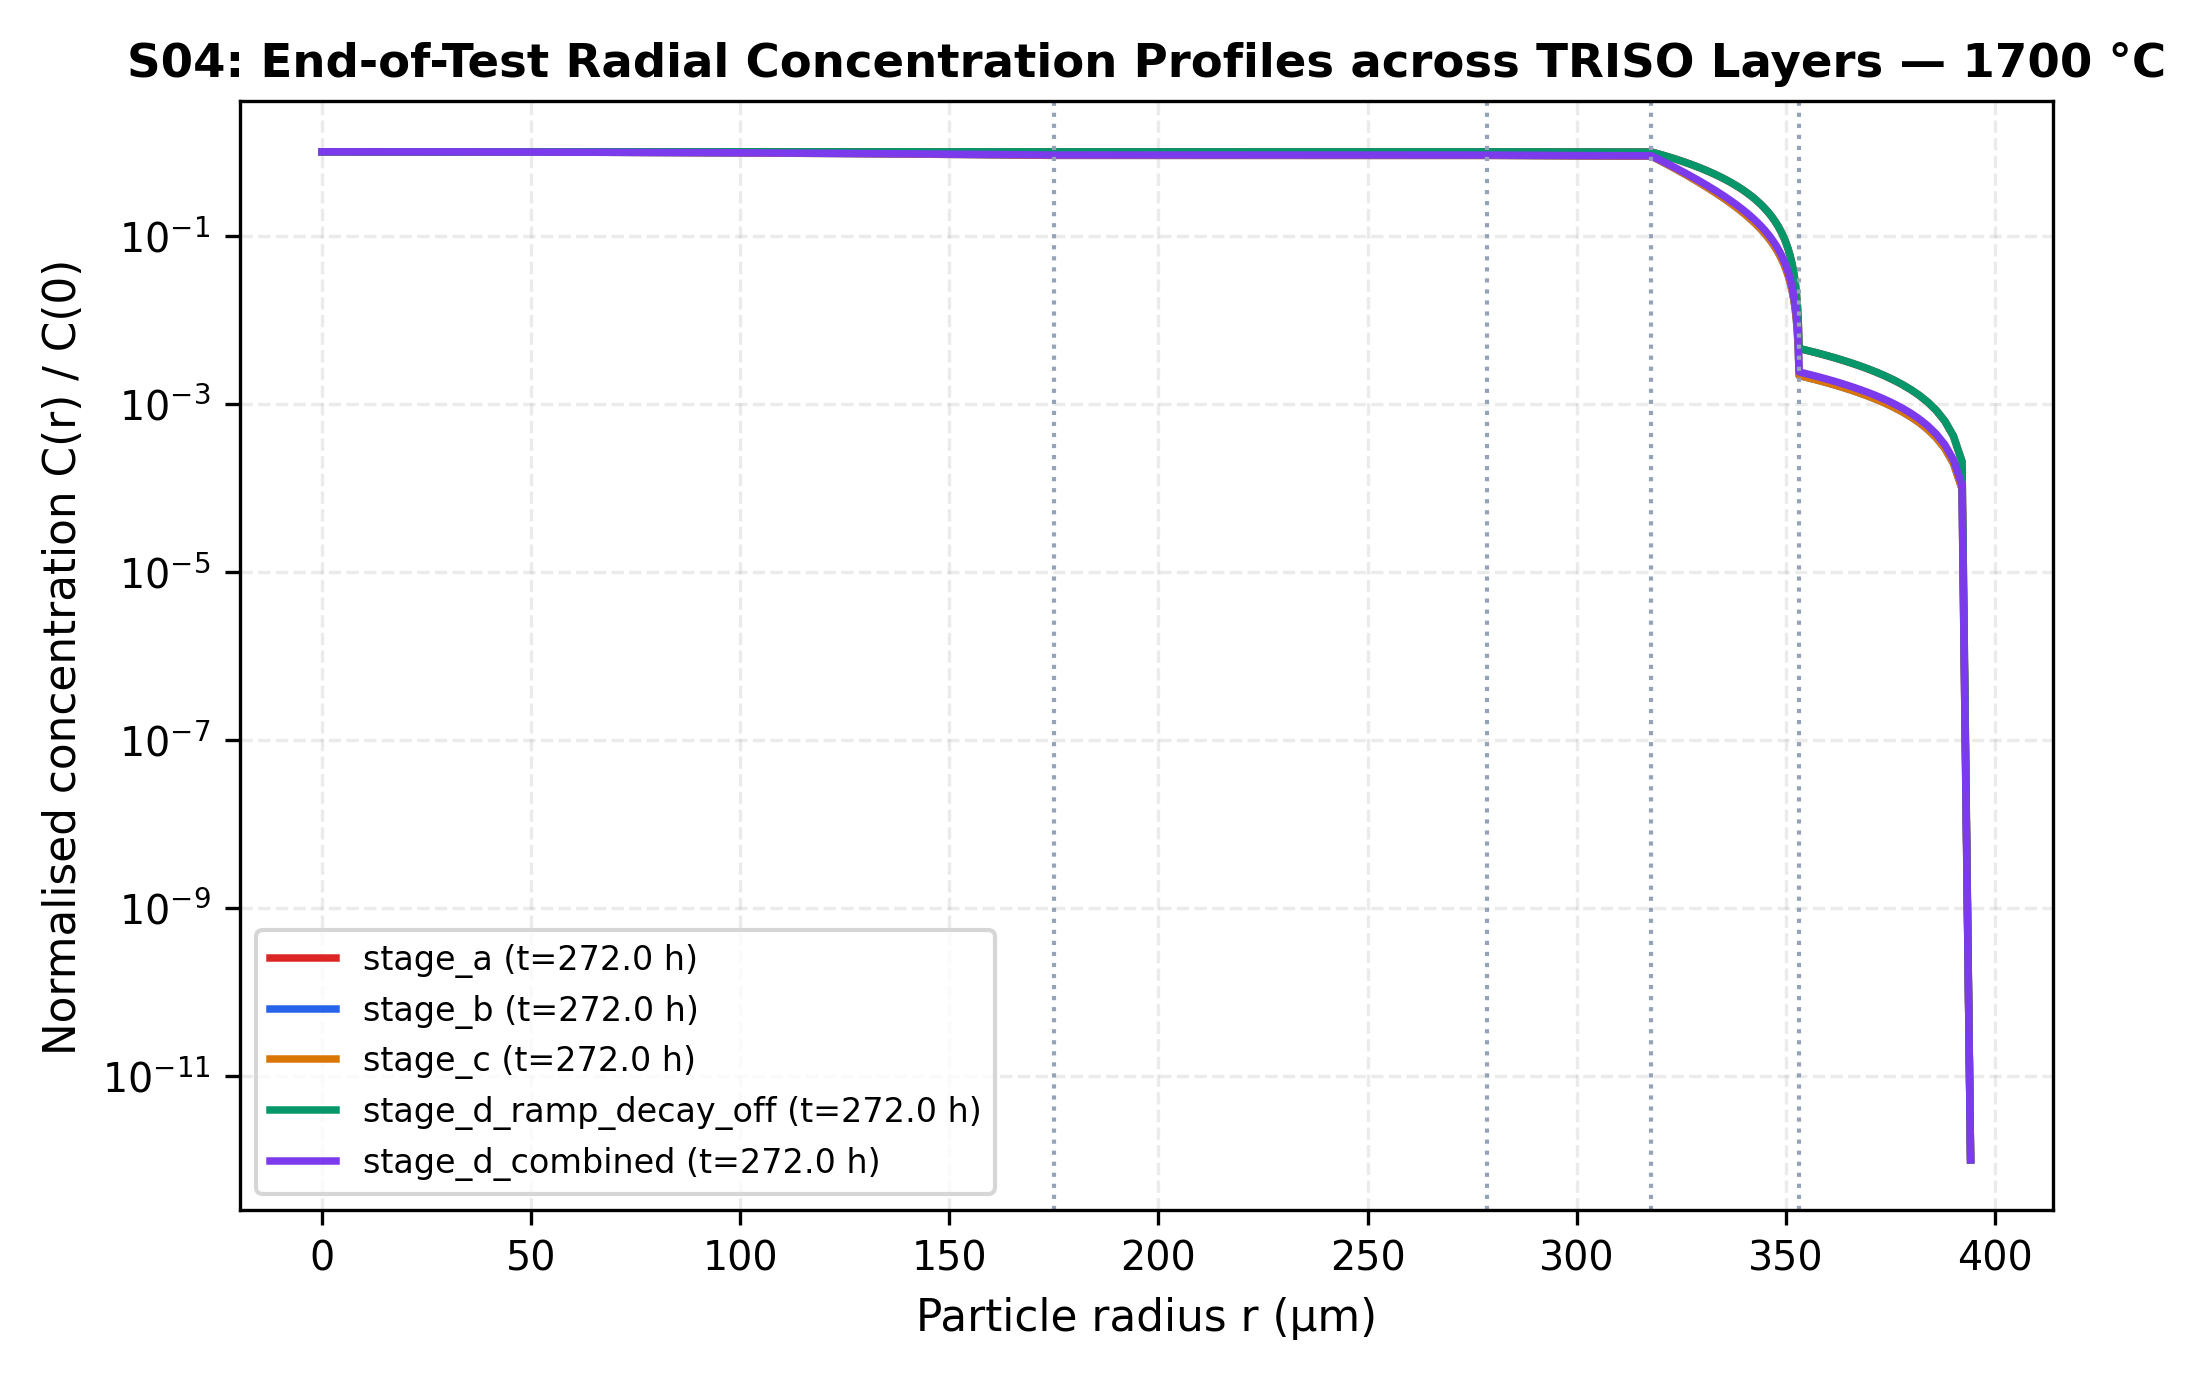 S04: End-of-Test Radial Concentration Profiles across TRISO Layers — 1700 °C
Normalised concentration C(r) / C(0)
10⁻¹
10⁻³
10⁻⁵
10⁻⁷
10⁻⁹
10⁻¹¹
stage_a (t=272.0 h)
stage_b (t=272.0 h)
stage_c (t=272.0 h)
stage_d_ramp_decay_off (t=272.0 h)
stage_d_combined (t=272.0 h)
0 50 100 150 200 250 300 350 400
Particle radius r (µm)